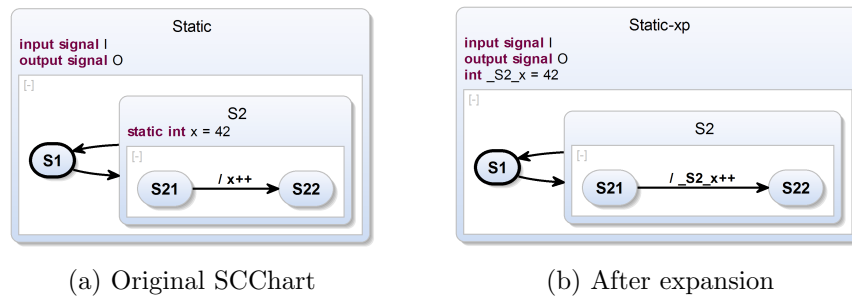 Static
input signal I
output signal O
[-]
S2
static int x = 42
[-]
S1
S21
/ x++
S22
(a) Original SCChart
Static-xp
input signal I
output signal O
int _S2_x = 42
[-]
S2
[-]
S1
S21
/ _S2_x++
S22
(b) After expansion